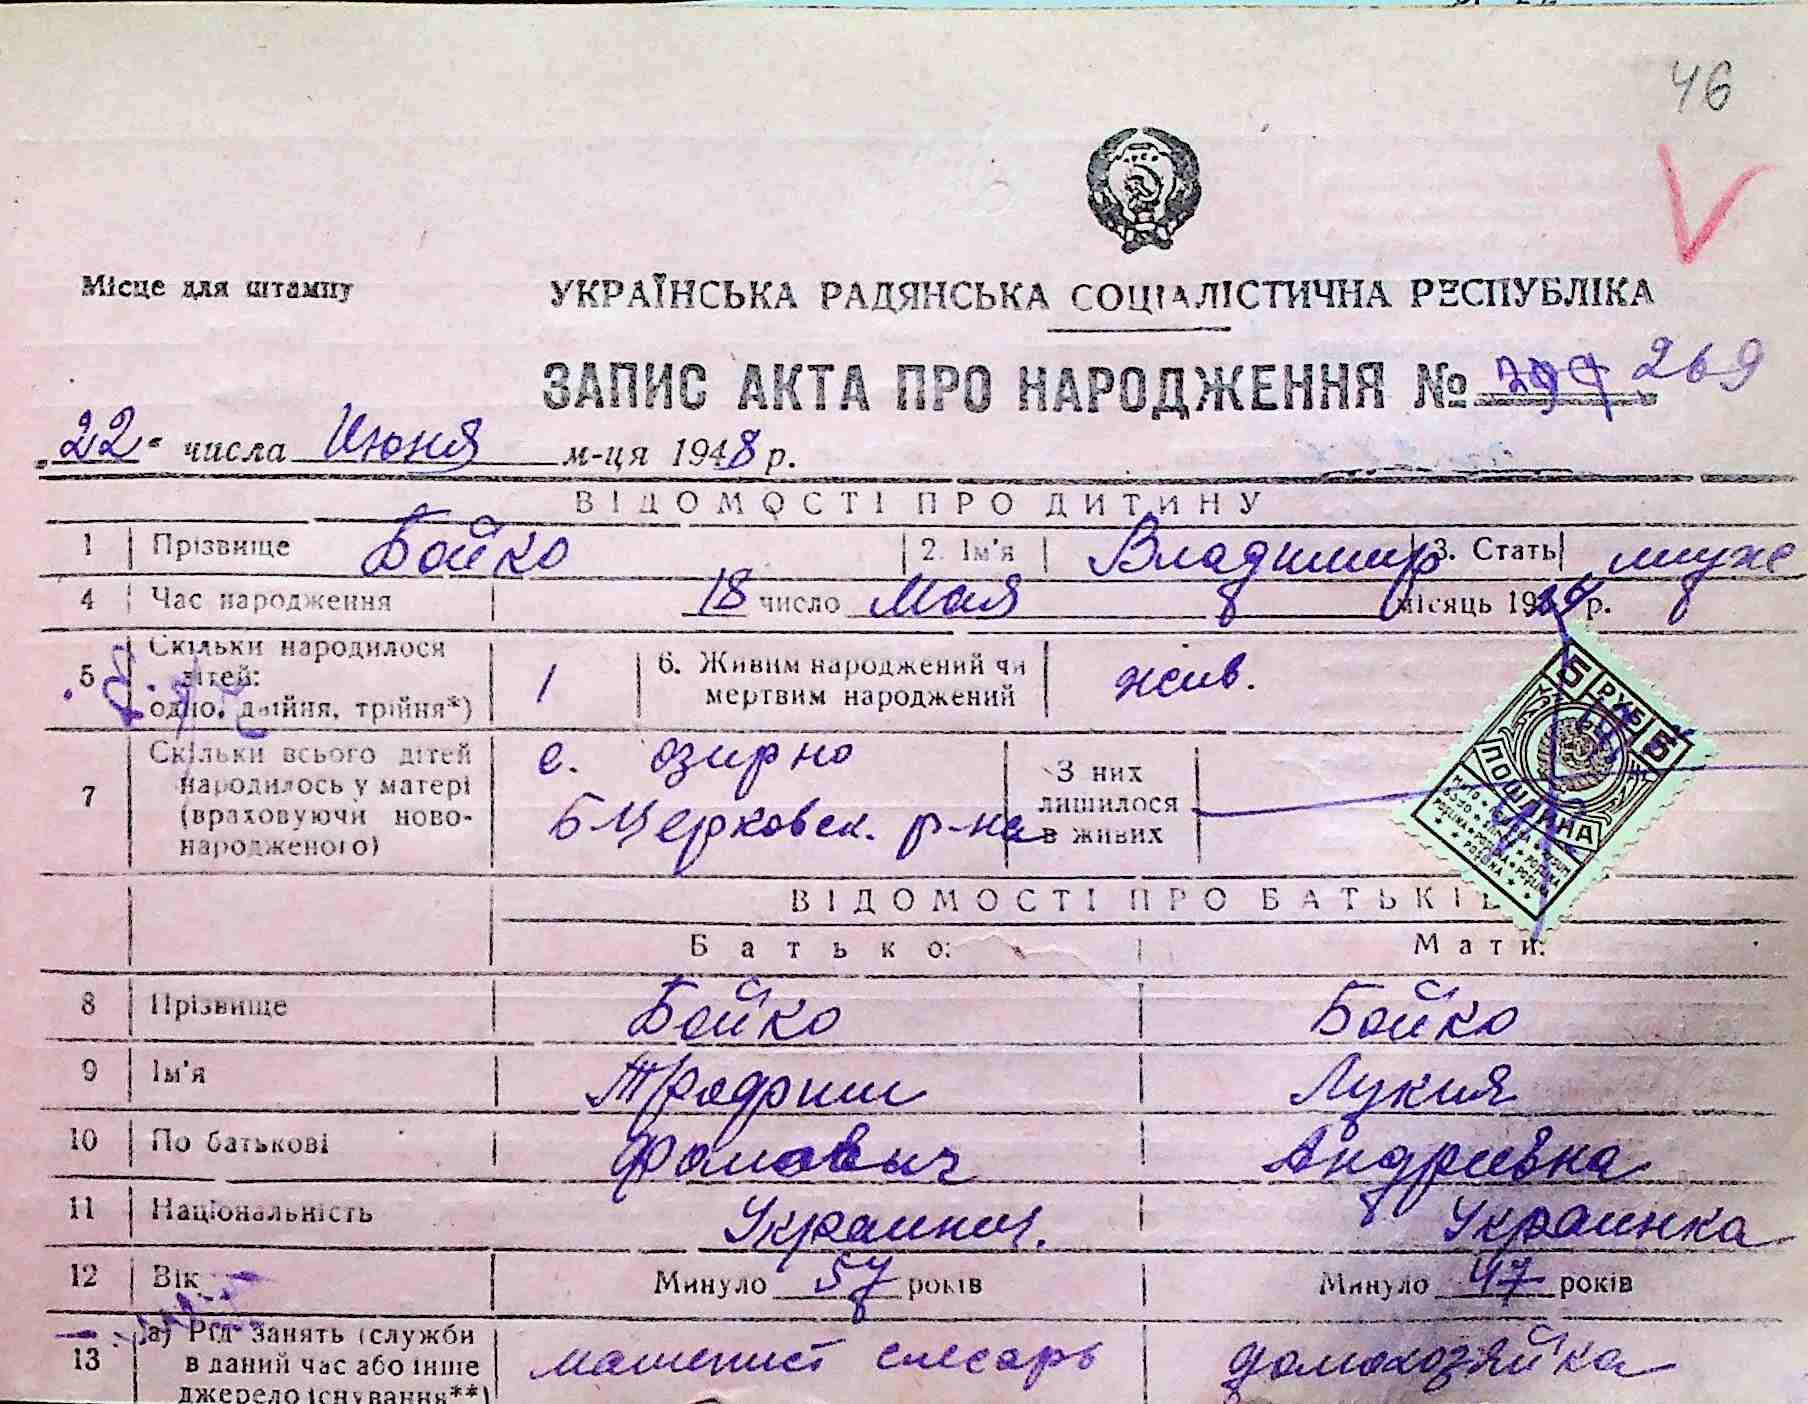 46
Місце для штампу
УКРАЇНСЬКА РАДЯНСЬКА СОЦІАЛІСТИЧНА РЕСПУБЛІКА
ЗАПИС АКТА ПРО НАРОДЖЕННЯ № 269
„22“ числа Июня м-ця 1948 р.
ВІДОМОСТІ ПРО ДИТИНУ
1 Прізвище Бойко 2. Ім'я Владимир 3. Стать муже
4 Час народження 18 число Мая місяць 19 р.
5 Скільки народилося дітей: одно, двійня, трійня*) 1 6. Живим народжений чи мертвим народжений жив.
7 Скільки всього дітей народилось у матері (враховуючи новонародженого) с. озирно Б Церковск. р-на З них лишилося в живих
5 РУБ 5
ПОШЛИНА
ВІДОМОСТІ ПРО БАТЬКІВ
Батько: Мати:
8 Прізвище Бойко Бойко
9 Ім'я Лукия
10 По батькові Фомовыч Андриевна
11 Національність Украинец. Украинка
12 Вік Минуло 57 років Минуло 47 років
13 а) Рід занять (служби в даний час або інше джерело існування**) машенист слесарь домохозяйка